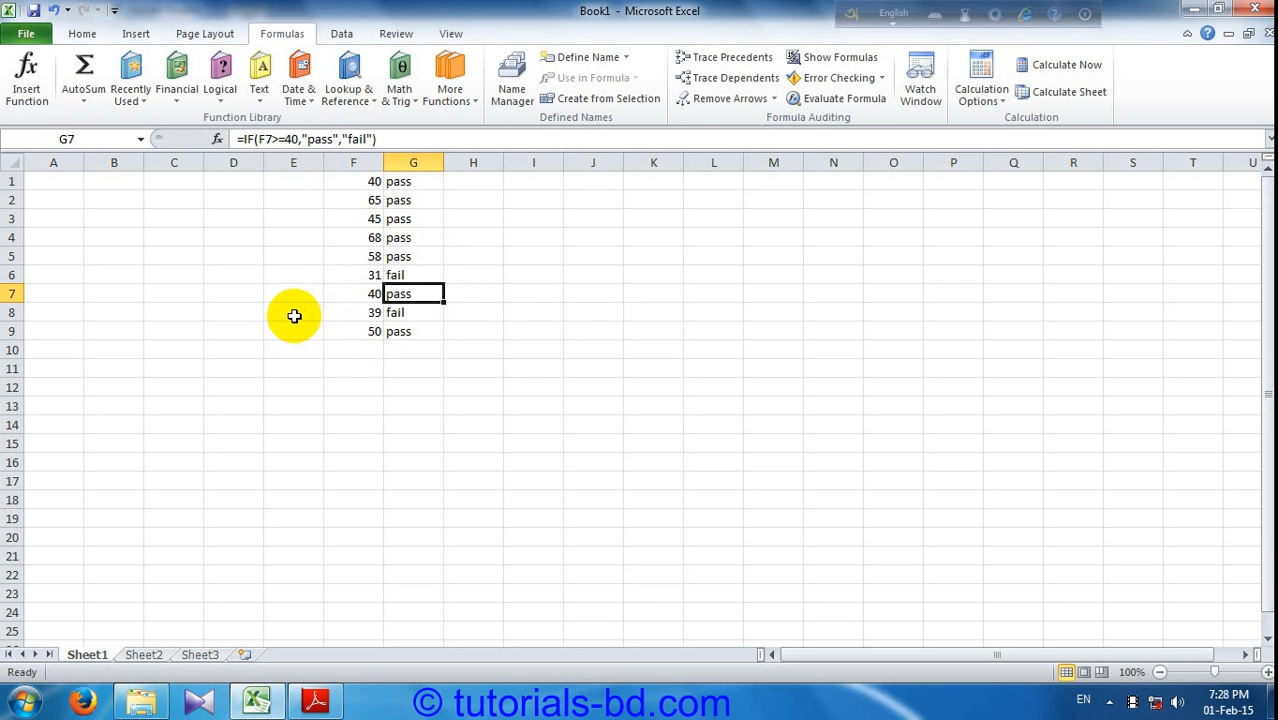 Book1 - Microsoft Excel
English
File Home Insert Page Layout Formulas Data Review View
fx Insert Function
Σ AutoSum
Recently Used
Financial
Logical
Text
Date & Time
Lookup & Reference
Math & Trig
More Functions
Function Library
Name Manager
Define Name
Use in Formula
Create from Selection
Defined Names
Trace Precedents
Trace Dependents
Remove Arrows
Show Formulas
Error Checking
Evaluate Formula
Formula Auditing
Watch Window
Calculation Options
Calculate Now
Calculate Sheet
Calculation
G7 fx =IF(F7>=40,"pass","fail")
A B C D E F G H I J K L M N O P Q R S T U
1 40 pass
2 65 pass
3 45 pass
4 68 pass
5 58 pass
6 31 fail
7 40 pass
8 39 fail
9 50 pass
10
11
12
13
14
15
16
17
18
19
20
21
22
23
24
25
Sheet1 Sheet2 Sheet3
Ready 100%
© tutorials-bd.com
EN 7:28 PM
01-Feb-15